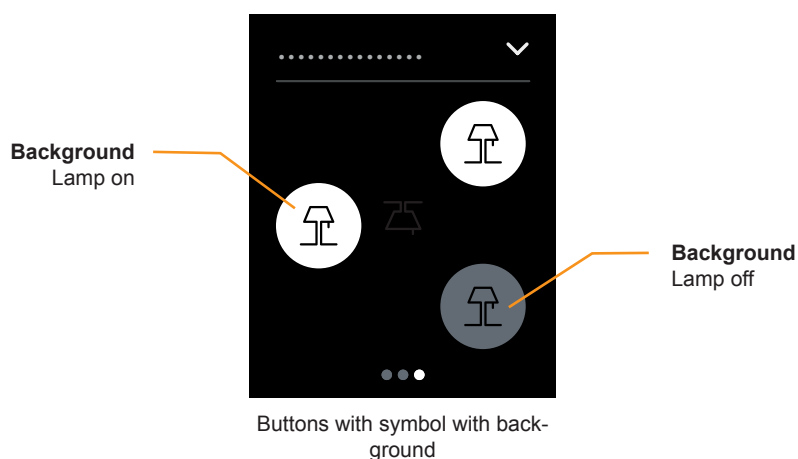 Background
Lamp on
Background
Lamp off
Buttons with symbol with back-
ground